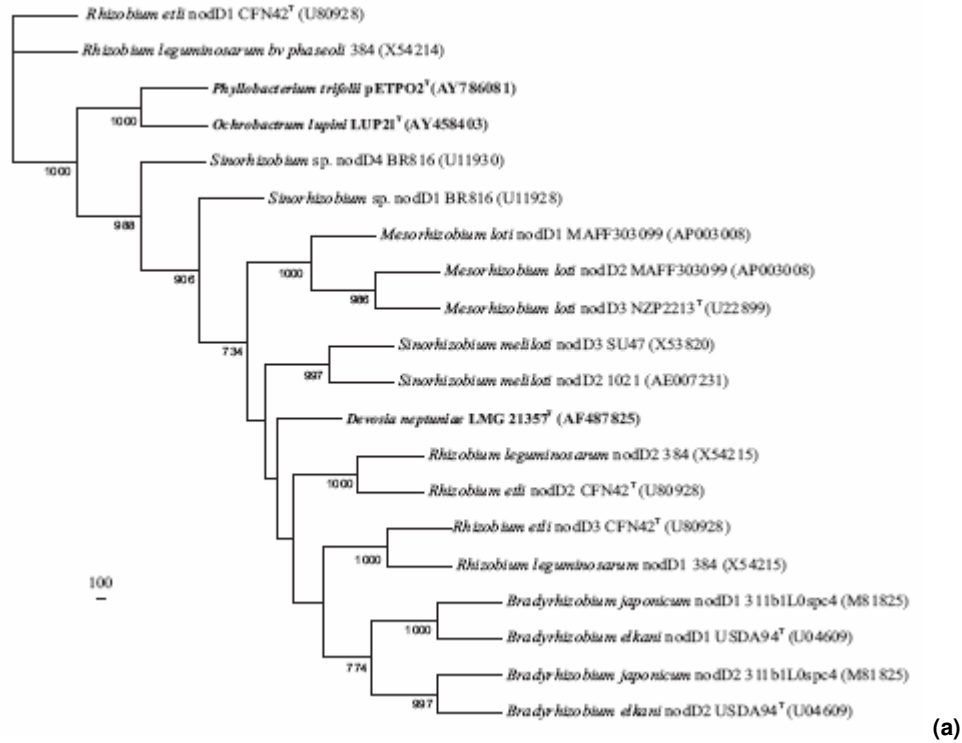 Rhizobium etli nodD1 CFN42ᵀ (U80928)
Rhizobium leguminosarum bv phaseoli 384 (X54214)
Phyllobacterium trifolii pETPO2ᵀ (AY786081)
1000
Ochrobactrum lupini LUP21ᵀ (AY458403)
Sinorhizobium sp. nodD4 BR816 (U11930)
1000
Sinorhizobium sp. nodD1 BR816 (U11928)
988
Mesorhizobium loti nodD1 MAFF303099 (AP003008)
1000
906
Mesorhizobium loti nodD2 MAFF303099 (AP003008)
986
Mesorhizobium loti nodD3 NZP2213ᵀ (U22899)
Sinorhizobium meliloti nodD3 SU47 (X53820)
734
997
Sinorhizobium meliloti nodD2 1021 (AE007231)
Devosia neptuniae LMG 21357ᵀ (AF487825)
Rhizobium leguminosarum nodD2 384 (X54215)
1000
Rhizobium etli nodD2 CFN42ᵀ (U80928)
Rhizobium etli nodD3 CFN42ᵀ (U80928)
1000
Rhizobium leguminosarum nodD1 384 (X54215)
100
Bradyrhizobium japonicum nodD1 311b1L0spc4 (M81825)
1000
Bradyrhizobium elkani nodD1 USDA94ᵀ (U04609)
774
Bradyrhizobium japonicum nodD2 311b1L0spc4 (M81825)
997
Bradyrhizobium elkani nodD2 USDA94ᵀ (U04609)
(a)